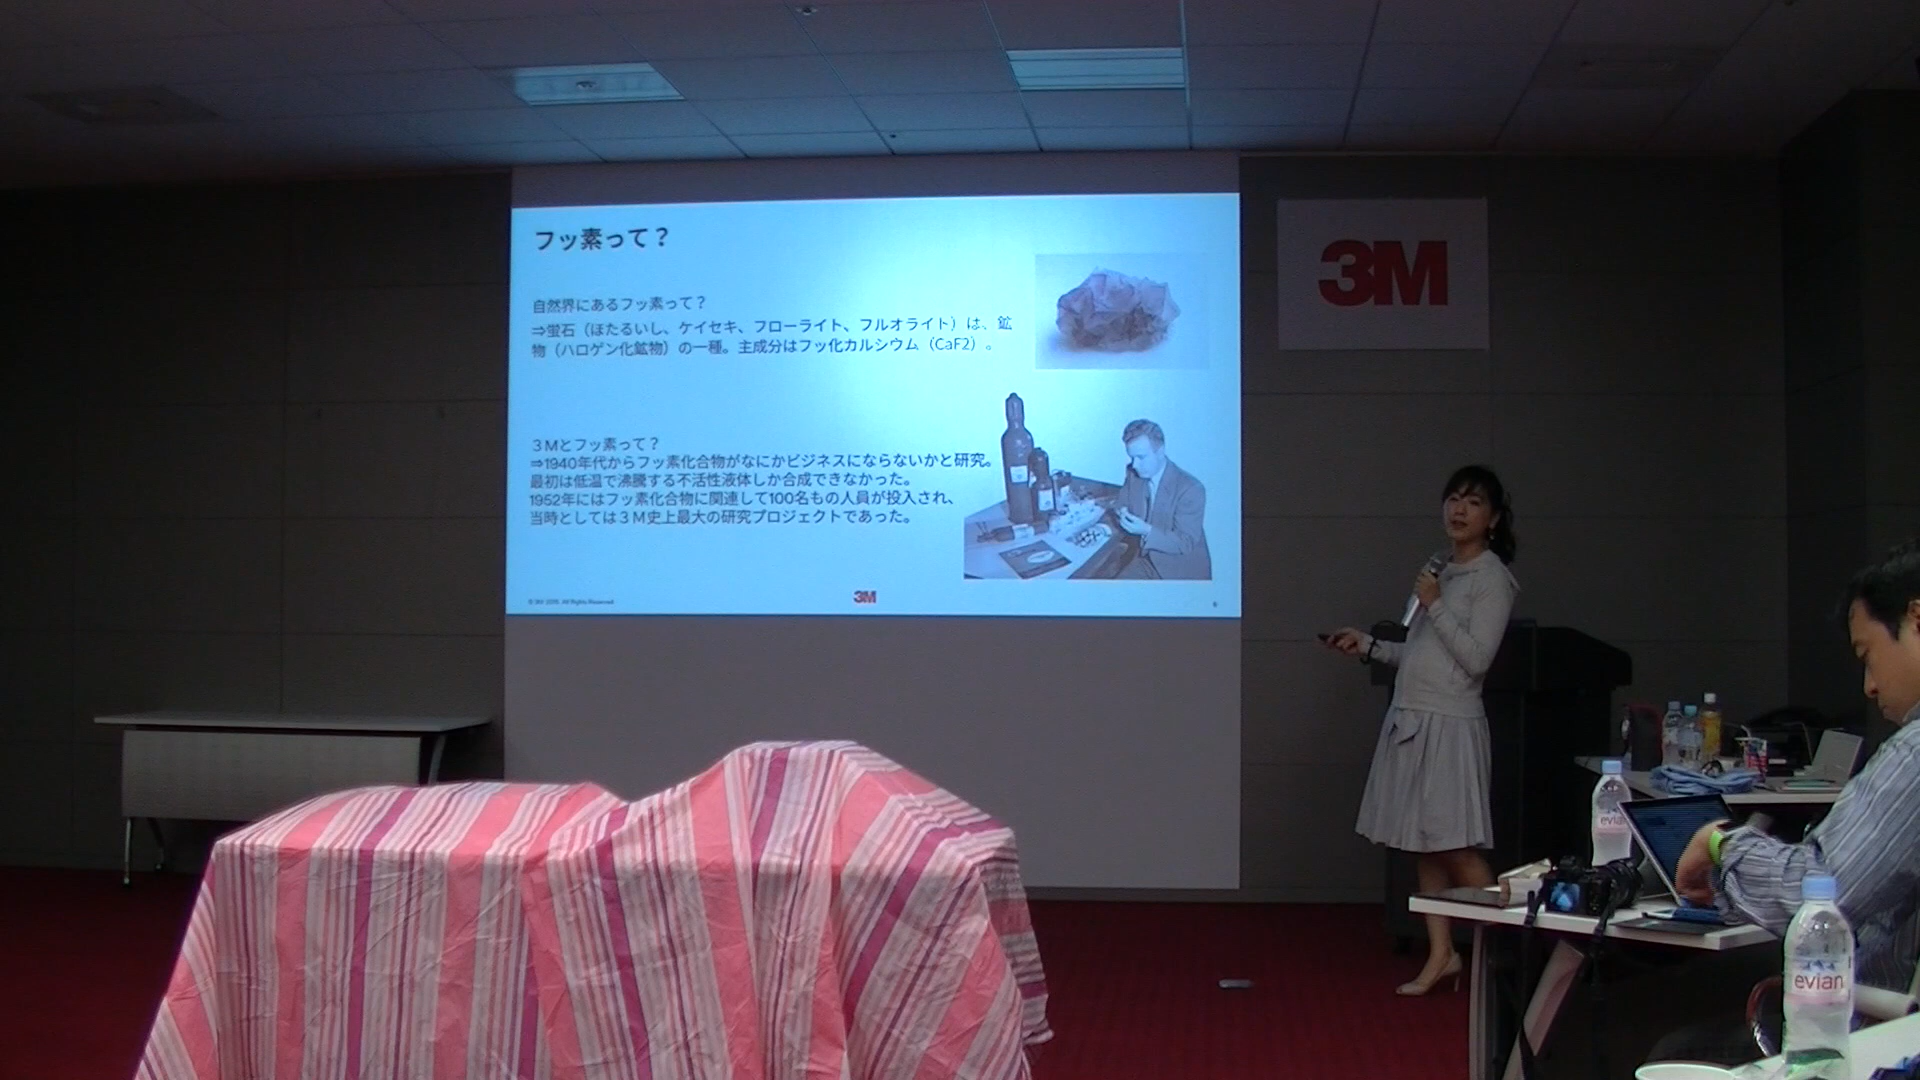 フッ素って？
自然界にあるフッ素って？
⇒蛍石（ほたるいし、ケイセキ、フローライト、フルオライト）は、鉱
物（ハロゲン化鉱物）の一種。主成分はフッ化カルシウム（CaF2）。
３Mとフッ素って？
⇒1940年代からフッ素化合物がなにかビジネスにならないかと研究。
最初は低温で沸騰する不活性液体しか合成できなかった。
1952年にはフッ素化合物に関連して100名もの人員が投入され、
当時としては３M史上最大の研究プロジェクトであった。
All Rights Reserved
3M
3M
evian
evian